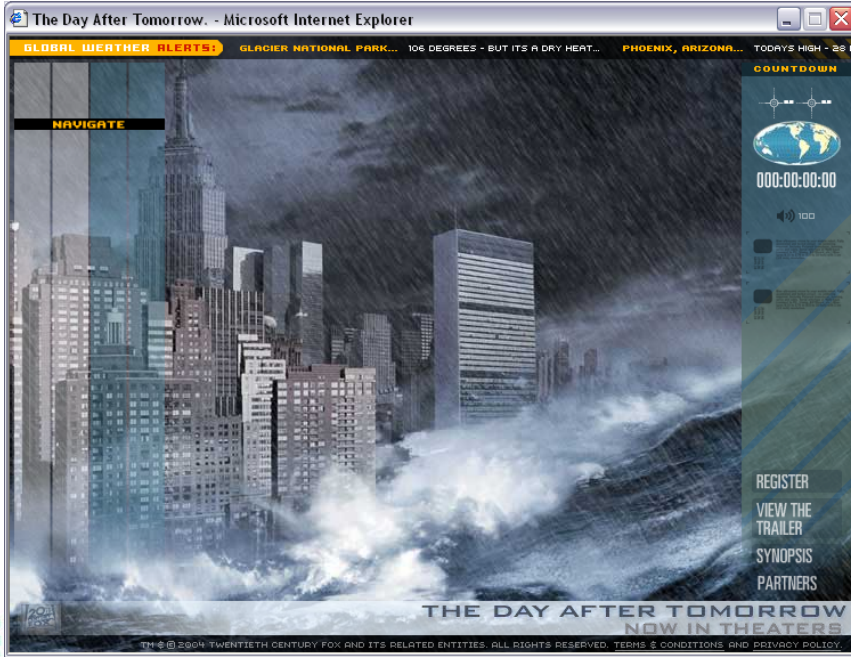 The Day After Tomorrow. - Microsoft Internet Explorer
GLOBAL WEATHER ALERTS: GLACIER NATIONAL PARK... 106 DEGREES - BUT ITS A DRY HEAT... PHOENIX, ARIZONA... TODAYS HIGH - 28
COUNTDOWN
NAVIGATE
000:00:00:00
100
REGISTER
VIEW THE
TRAILER
SYNOPSIS
PARTNERS
THE DAY AFTER TOMORROW
NOW IN THEATERS
TM & © 2004 TWENTIETH CENTURY FOX AND ITS RELATED ENTITIES. ALL RIGHTS RESERVED. TERMS & CONDITIONS AND PRIVACY POLICY.